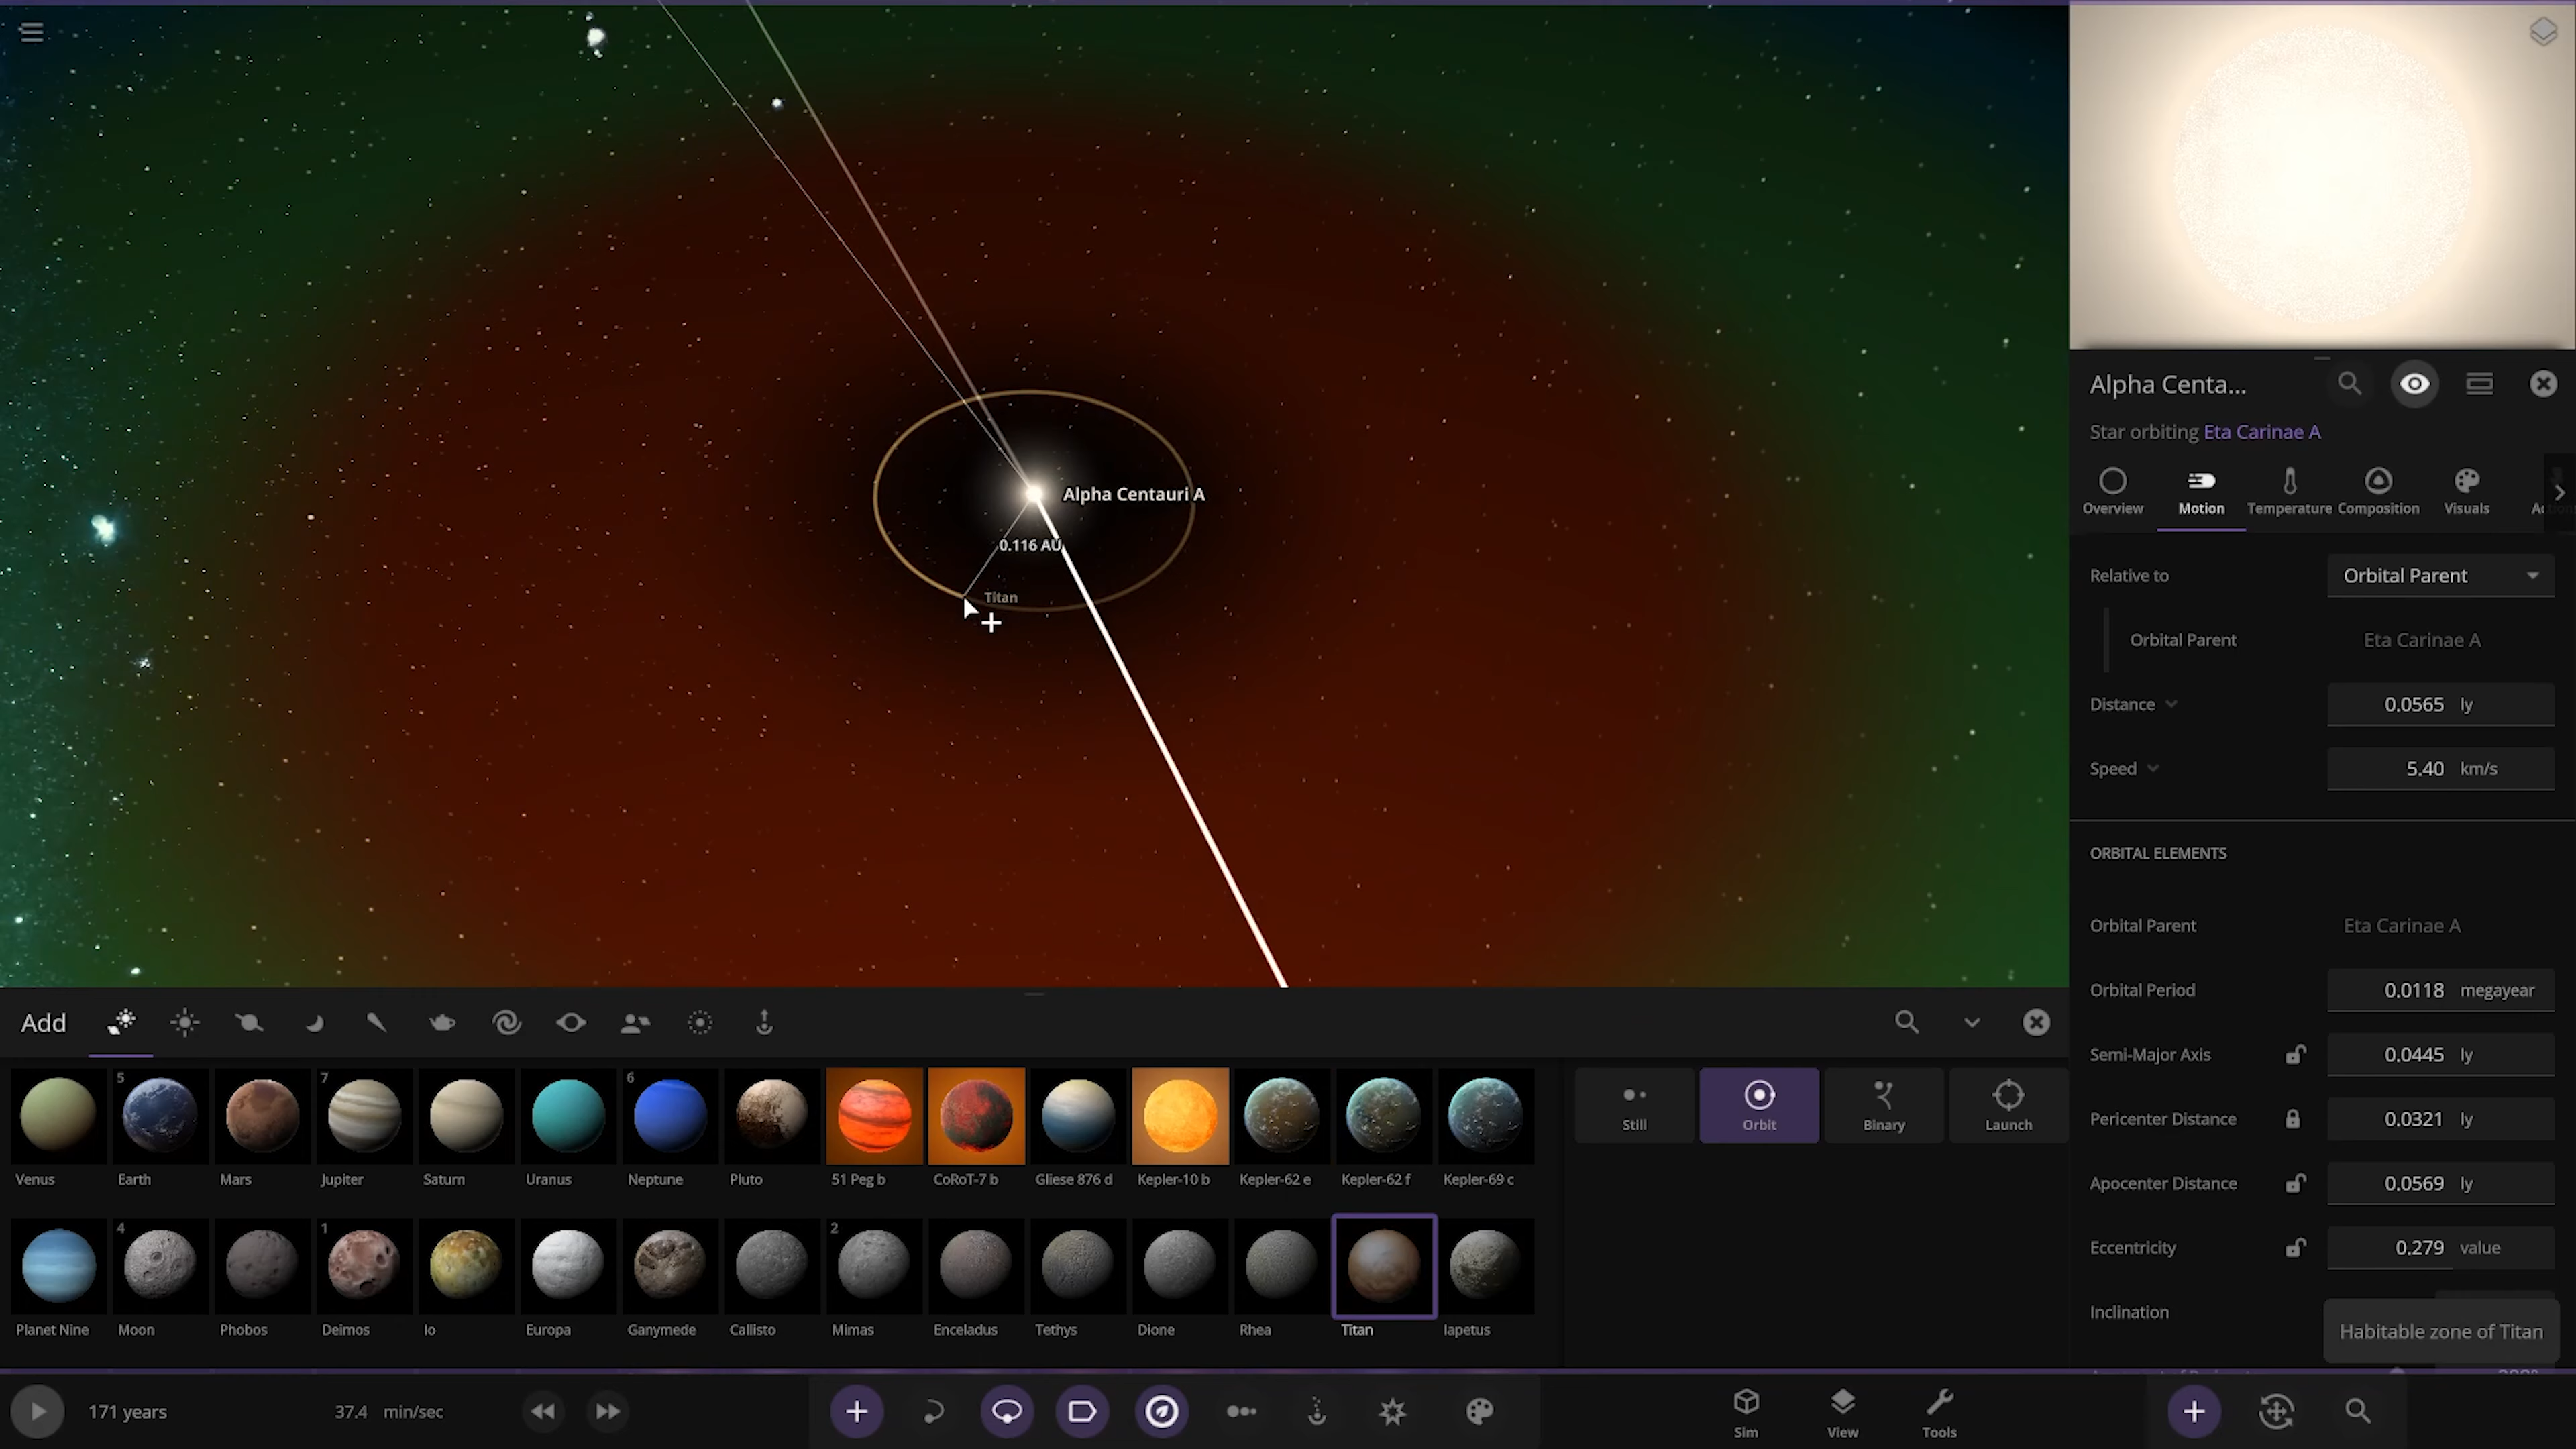 Alpha Centauri A
0.116 AU
Titan
Alpha Centa...
Star orbiting Eta Carinae A
Overview
Motion
Temperature
Composition
Visuals
Relative to
Orbital Parent
Orbital Parent
Eta Carinae A
Distance
0.0565 ly
Speed
5.40 km/s
ORBITAL ELEMENTS
Orbital Parent
Eta Carinae A
Orbital Period
0.0118 megayear
Semi-Major Axis
0.0445 ly
Pericenter Distance
0.0321 ly
Apocenter Distance
0.0569 ly
Eccentricity
0.279 value
Inclination
Habitable zone of Titan
Add
5
7
6
Venus
Earth
Mars
Jupiter
Saturn
Uranus
Neptune
Pluto
51 Peg b
CoRoT-7 b
Gliese 876 d
Kepler-10 b
Kepler-62 e
Kepler-62 f
Kepler-69 c
4
1
2
Planet Nine
Moon
Phobos
Deimos
Io
Europa
Ganymede
Callisto
Mimas
Enceladus
Tethys
Dione
Rhea
Titan
Iapetus
Still
Orbit
Binary
Launch
171 years
37.4 min/sec
Sim
View
Tools